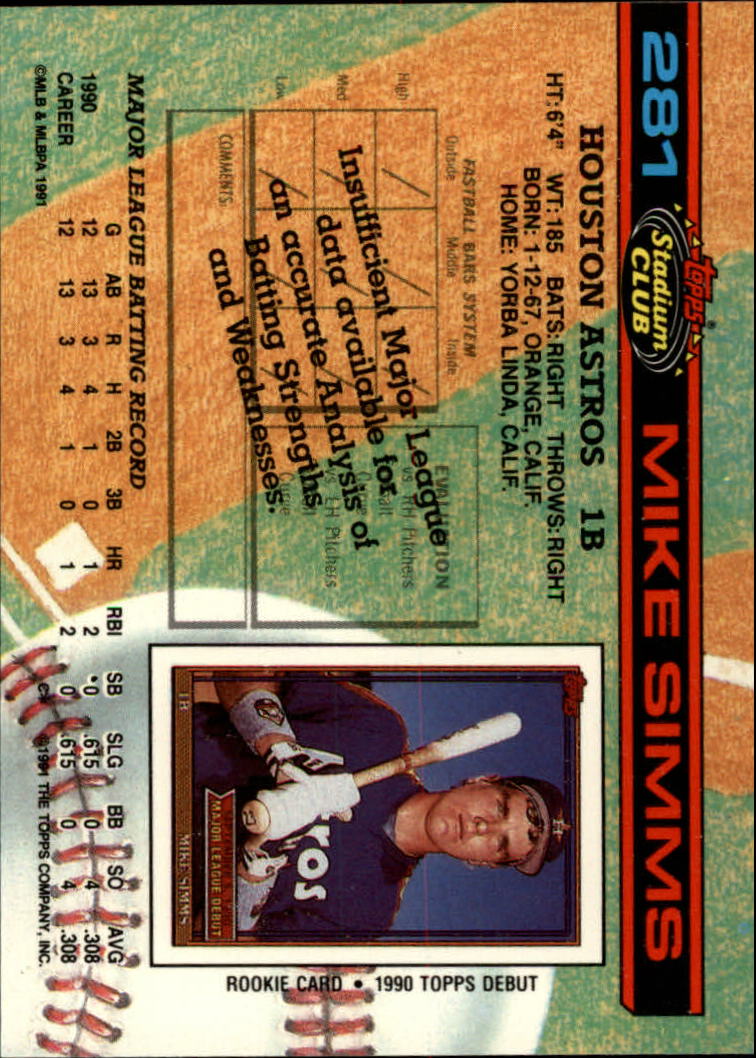 281
Topps®
Stadium
CLUB
MIKE SIMMS
HOUSTON ASTROS 1B
HT: 6'4" WT: 185 BATS: RIGHT THROWS: RIGHT
BORN: 1-12-67, ORANGE, CALIF.
HOME: YORBA LINDA, CALIF.
FASTBALL BARS SYSTEM
Outside Middle Inside
High
Med
Low
COMMENTS:
EVALUATION
vs. RH Pitchers
Curve
vs. LH Pitchers
Curve
Insufficient Major League
data available for
an accurate Analysis of
Batting Strengths
and Weaknesses.
Topps
H
ROS
1B
MAJOR LEAGUE DEBUT
MIKE SIMMS
ROOKIE CARD • 1990 TOPPS DEBUT
MAJOR LEAGUE BATTING RECORD
G AB R H 2B 3B HR RBI SB SLG BB SO AVG
1990 12 13 3 4 1 0 1 2 *0 .615 0 4 .308
CAREER 12 13 3 4 1 0 1 2 0 .615 0 4 .308
©MLB & MLBPA 1991
©1991 THE TOPPS COMPANY, INC.